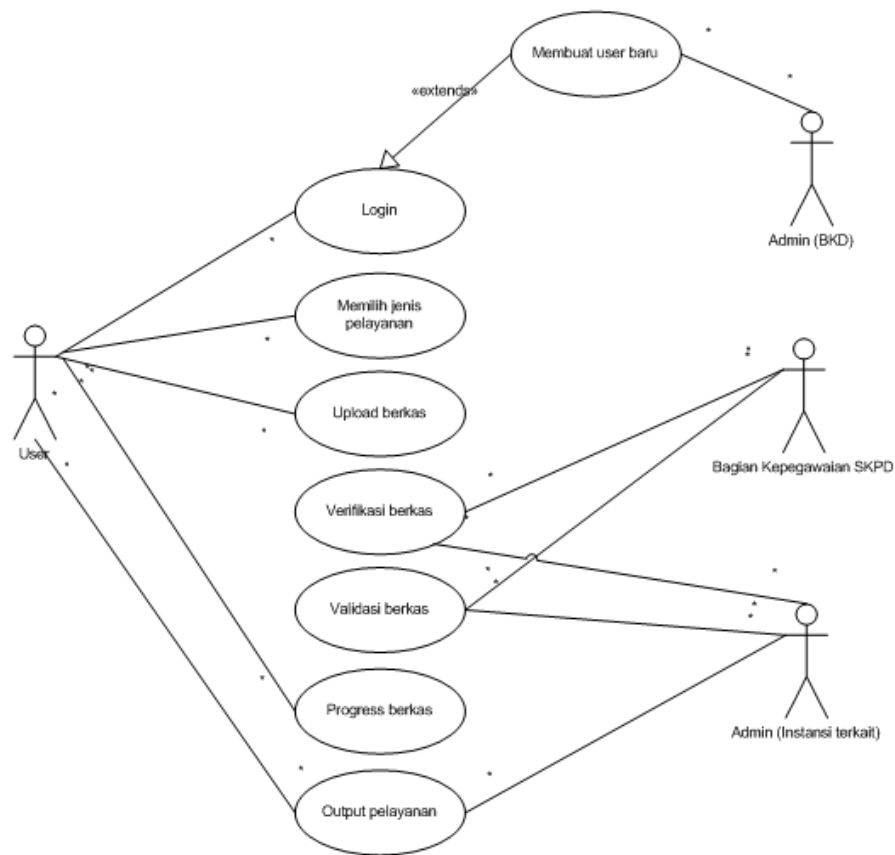 Membuat user baru
«extends»
Admin (BKD)
Login
Memilih jenis
pelayanan
User
Upload berkas
Bagian Kepegawaian SKPD
Verifikasi berkas
Validasi berkas
Progress berkas
Admin (Instansi terkait)
Output pelayanan